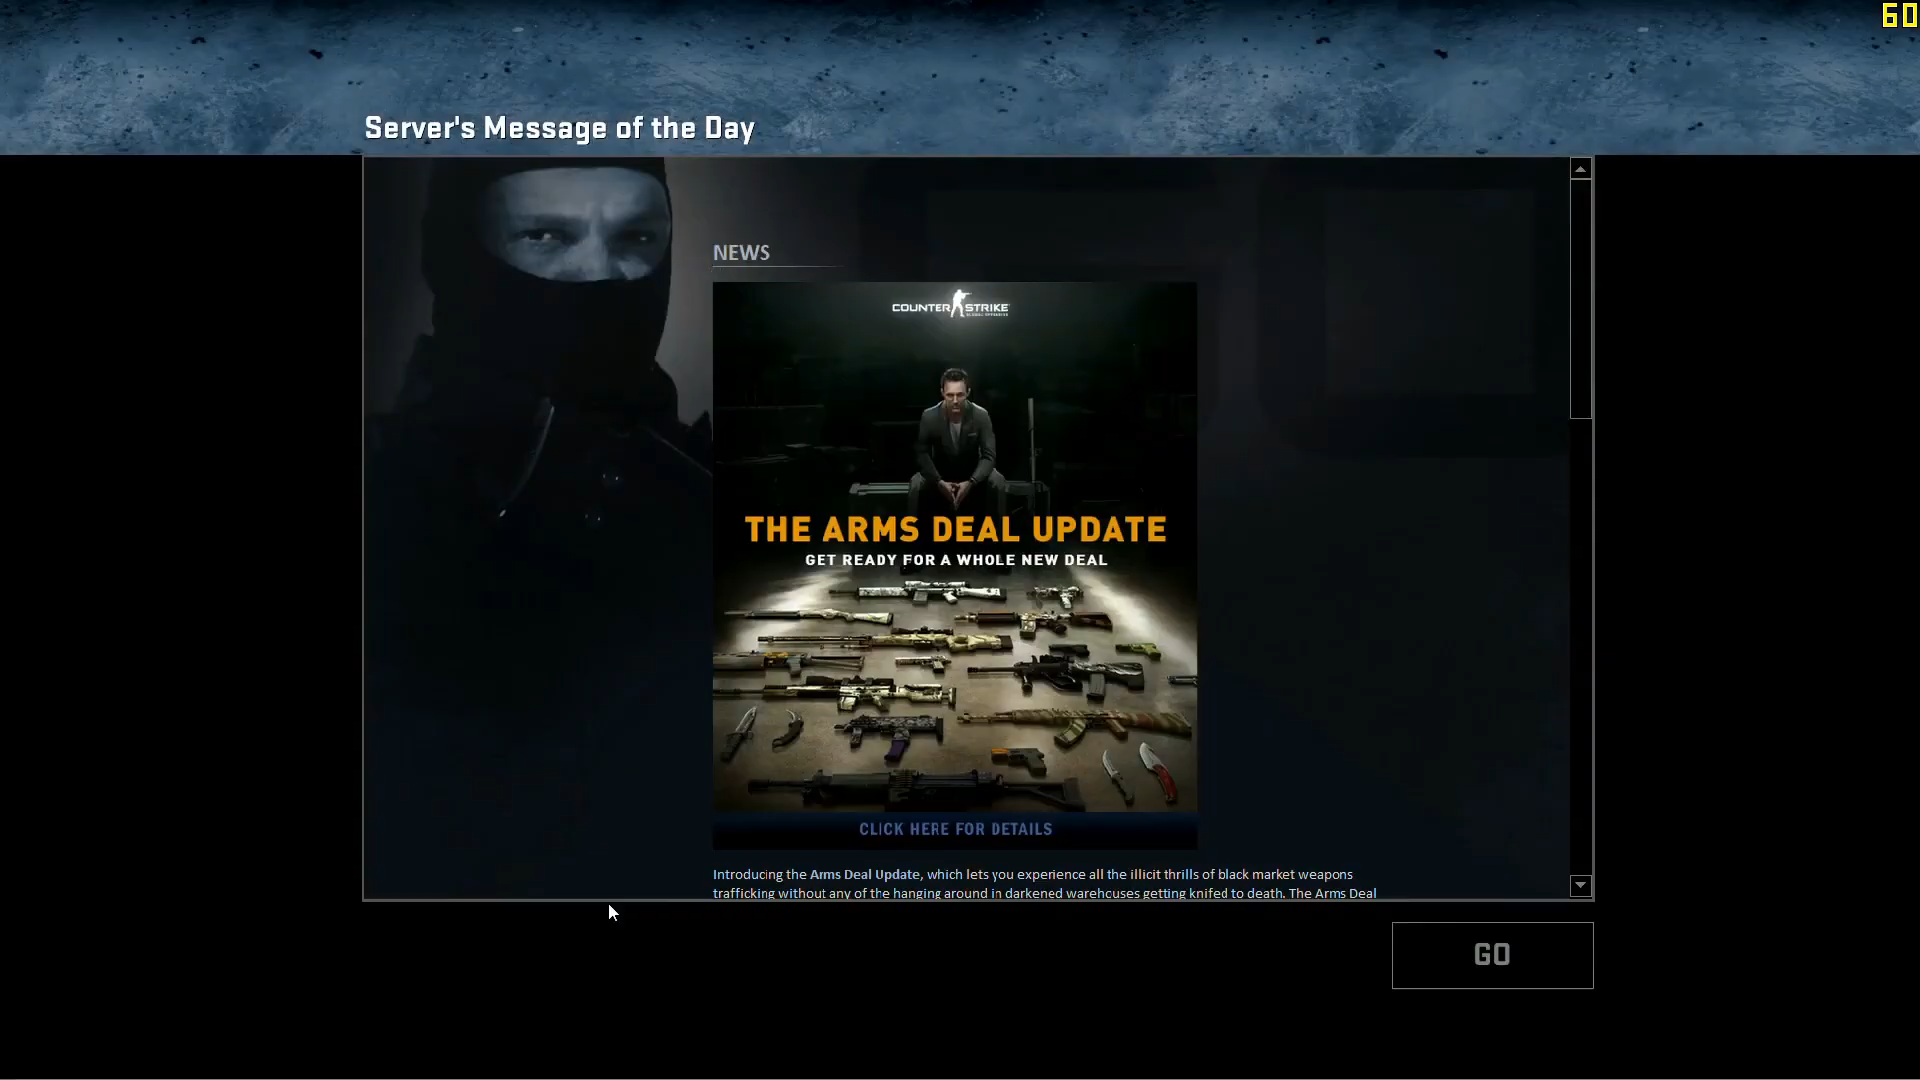 60
Server's Message of the Day
NEWS
COUNTER STRIKE
GLOBAL OFFENSIVE
THE ARMS DEAL UPDATE
GET READY FOR A WHOLE NEW DEAL
CLICK HERE FOR DETAILS
Introducing the Arms Deal Update, which lets you experience all the illicit thrills of black market weapons
trafficking without any of the hanging around in darkened warehouses getting knifed to death. The Arms Deal
GO